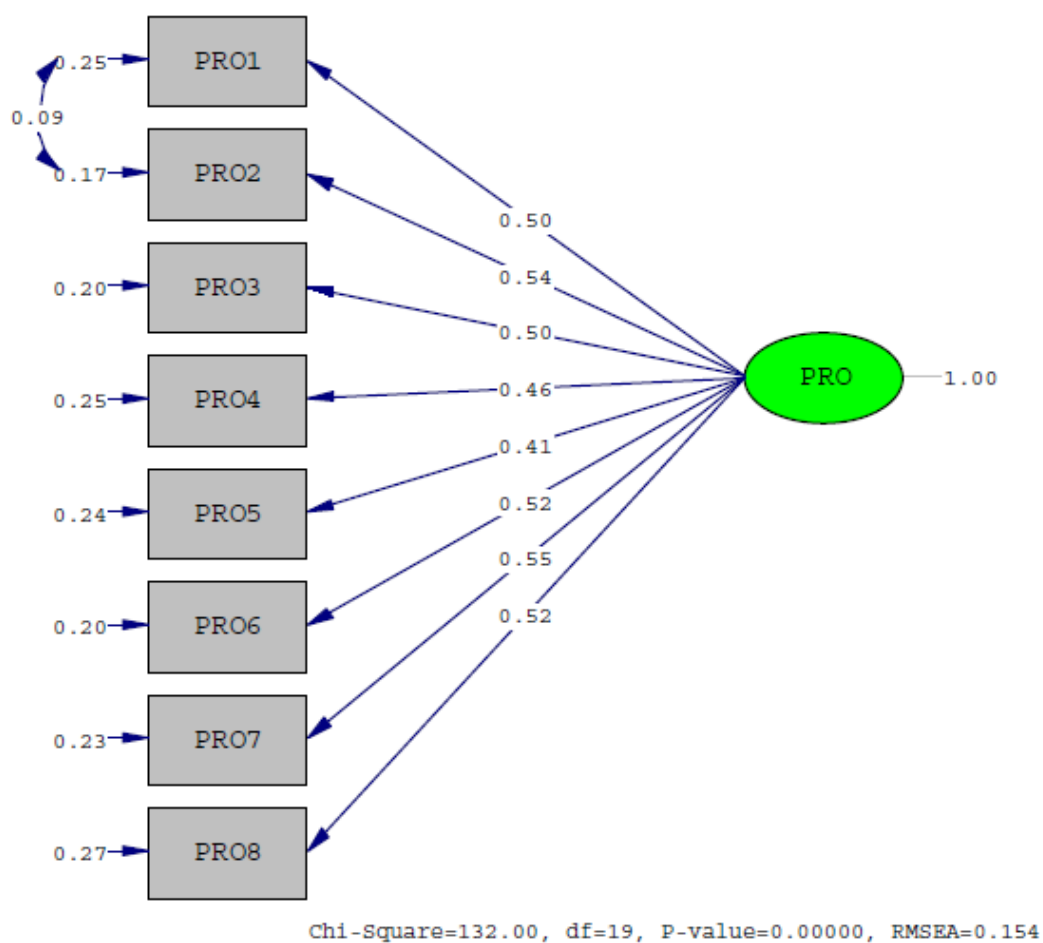 0.25 PRO1
0.09
0.17 PRO2
0.50
0.54
0.20 PRO3
0.50
PRO 1.00
0.25 PRO4
0.46
0.41
0.24 PRO5
0.52
0.55
0.20 PRO6
0.52
0.23 PRO7
0.27 PRO8
Chi-Square=132.00, df=19, P-value=0.00000, RMSEA=0.154